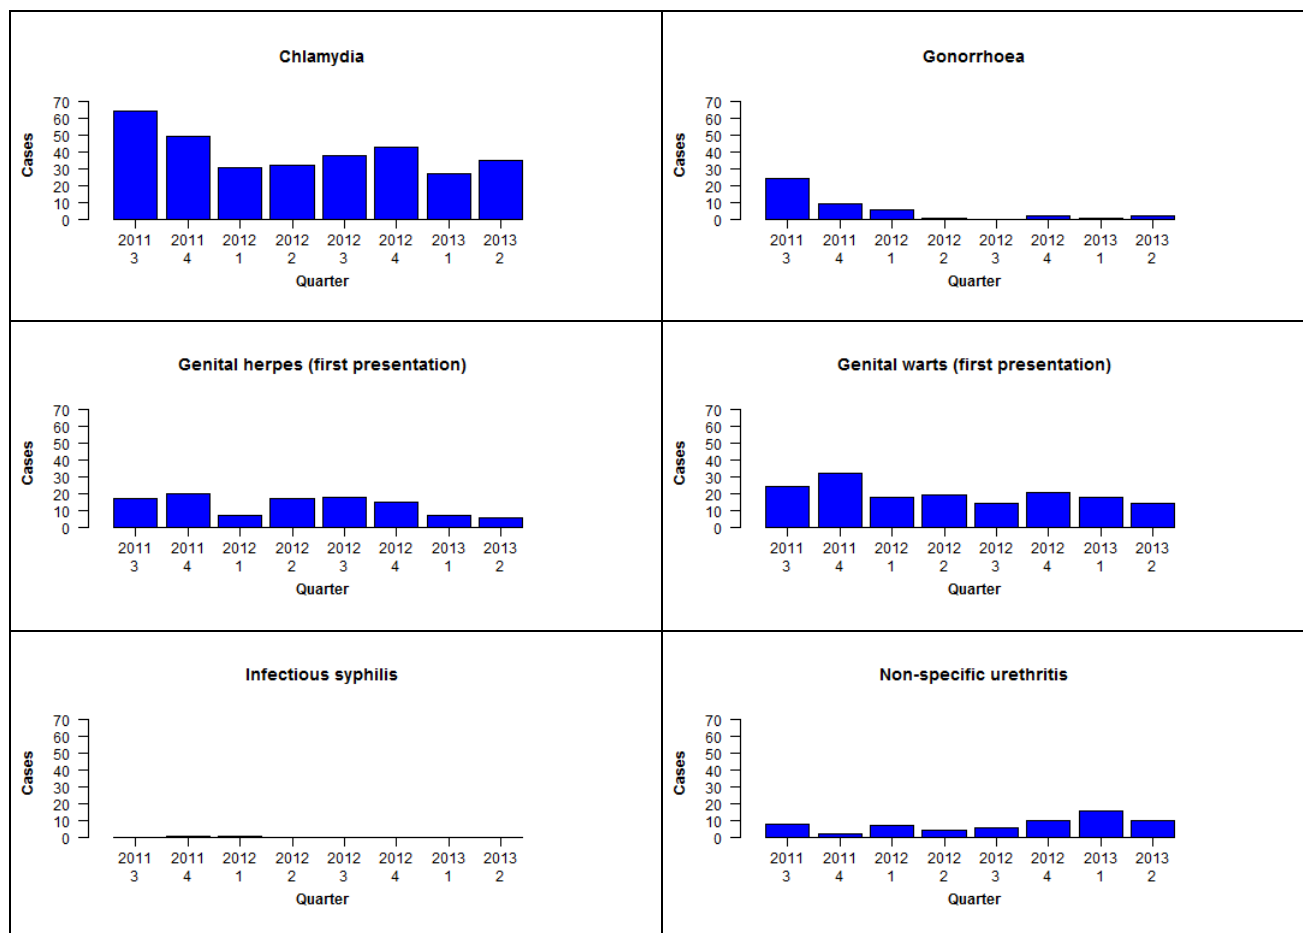 Chlamydia
70
60
50
40
30
20
10
0
Cases
2011 2011 2012 2012 2012 2012 2013 2013
3 4 1 2 3 4 1 2
Quarter
Gonorrhoea
70
60
50
40
30
20
10
0
Cases
2011 2011 2012 2012 2012 2012 2013 2013
3 4 1 2 3 4 1 2
Quarter
Genital herpes (first presentation)
70
60
50
40
30
20
10
0
Cases
2011 2011 2012 2012 2012 2012 2013 2013
3 4 1 2 3 4 1 2
Quarter
Genital warts (first presentation)
70
60
50
40
30
20
10
0
Cases
2011 2011 2012 2012 2012 2012 2013 2013
3 4 1 2 3 4 1 2
Quarter
Infectious syphilis
70
60
50
40
30
20
10
0
Cases
2011 2011 2012 2012 2012 2012 2013 2013
3 4 1 2 3 4 1 2
Quarter
Non-specific urethritis
70
60
50
40
30
20
10
0
Cases
2011 2011 2012 2012 2012 2012 2013 2013
3 4 1 2 3 4 1 2
Quarter